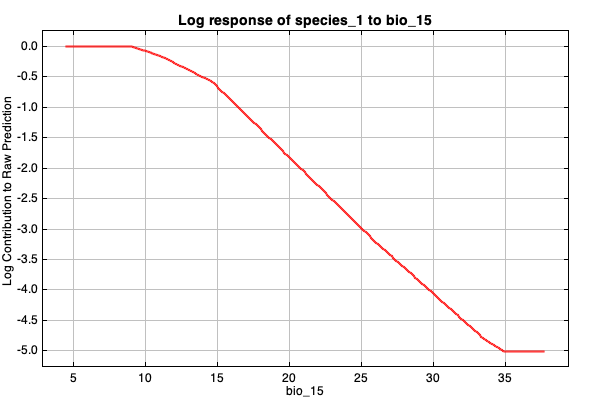 Log response of species_1 to bio_15
Log Contribution to Raw Prediction
0.0
-0.5
-1.0
-1.5
-2.0
-2.5
-3.0
-3.5
-4.0
-4.5
-5.0
5 10 15 20 25 30 35
bio_15